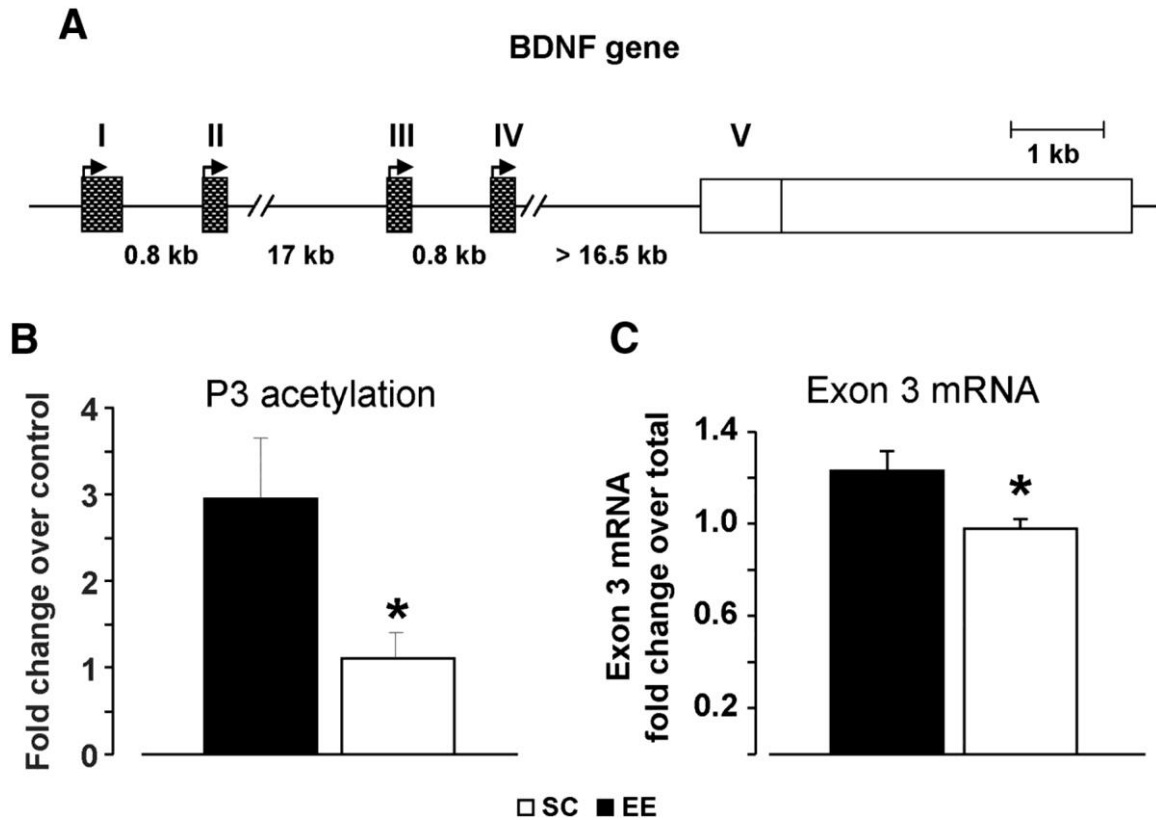 A
BDNF gene
I II III IV V
1 kb
0.8 kb 17 kb 0.8 kb > 16.5 kb
B
P3 acetylation
Fold change over control
4
3
2
1
0
*
C
Exon 3 mRNA
Exon 3 mRNA
fold change over total
1.4
1.0
0.6
0.2
*
SC EE